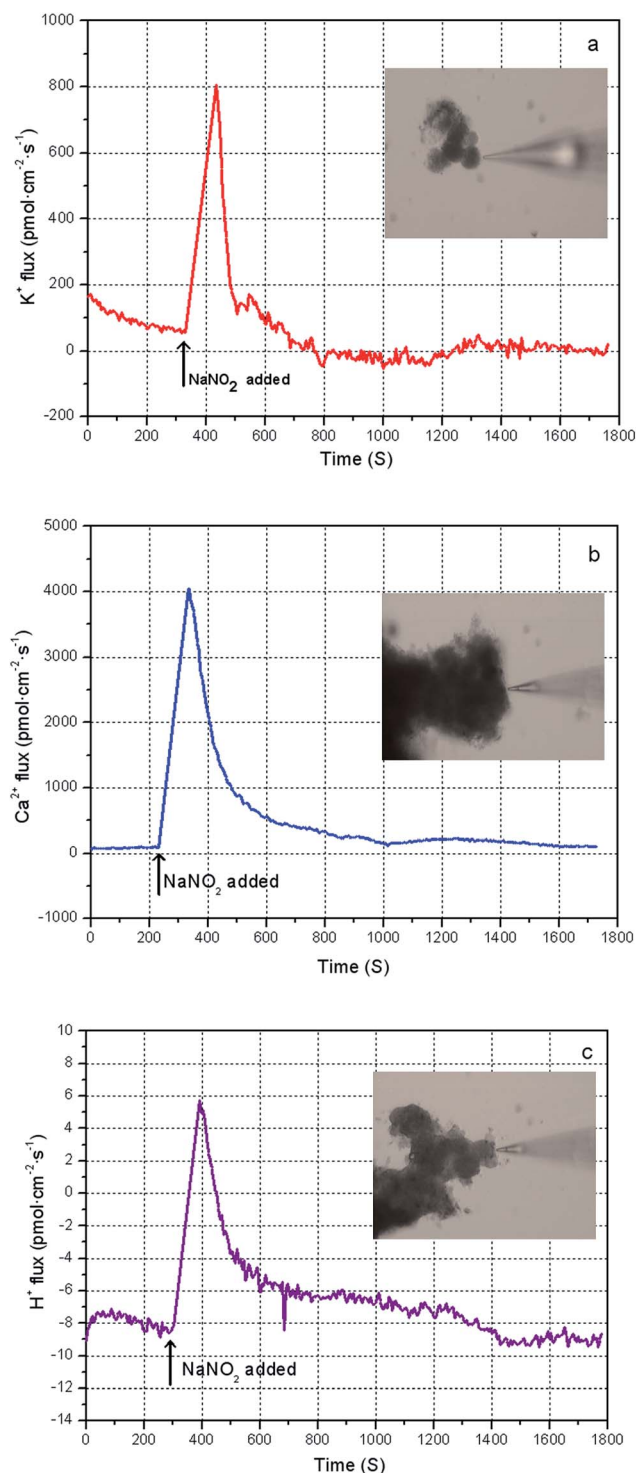 a
1000
800
600
400
200
0
-200
K⁺ flux (pmol·cm⁻²·s⁻¹)
NaNO₂ added
0 200 400 600 800 1000 1200 1400 1600 1800
Time (S)
b
5000
4000
3000
2000
1000
0
-1000
Ca²⁺ flux (pmol·cm⁻²·s⁻¹)
NaNO₂ added
0 200 400 600 800 1000 1200 1400 1600 1800
Time (S)
c
10
8
6
4
2
0
-2
-4
-6
-8
-10
-12
-14
H⁺ flux (pmol·cm⁻²·s⁻¹)
NaNO₂ added
0 200 400 600 800 1000 1200 1400 1600 1800
Time (S)